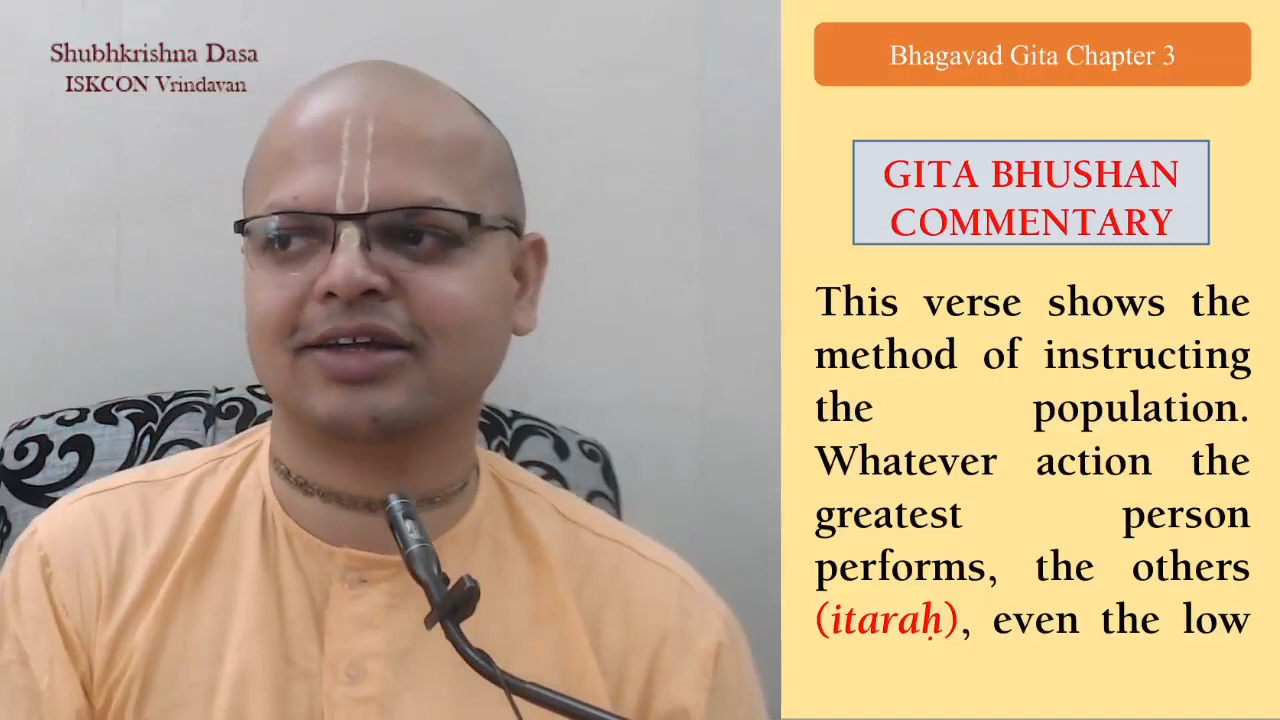 Shubhkrishna Dasa
ISKCON Vrindavan
Bhagavad Gita Chapter 3
GITA BHUSHAN
COMMENTARY
This verse shows the
method of instructing
the population.
Whatever action the
greatest person
performs, the others
(itaraḥ), even the low